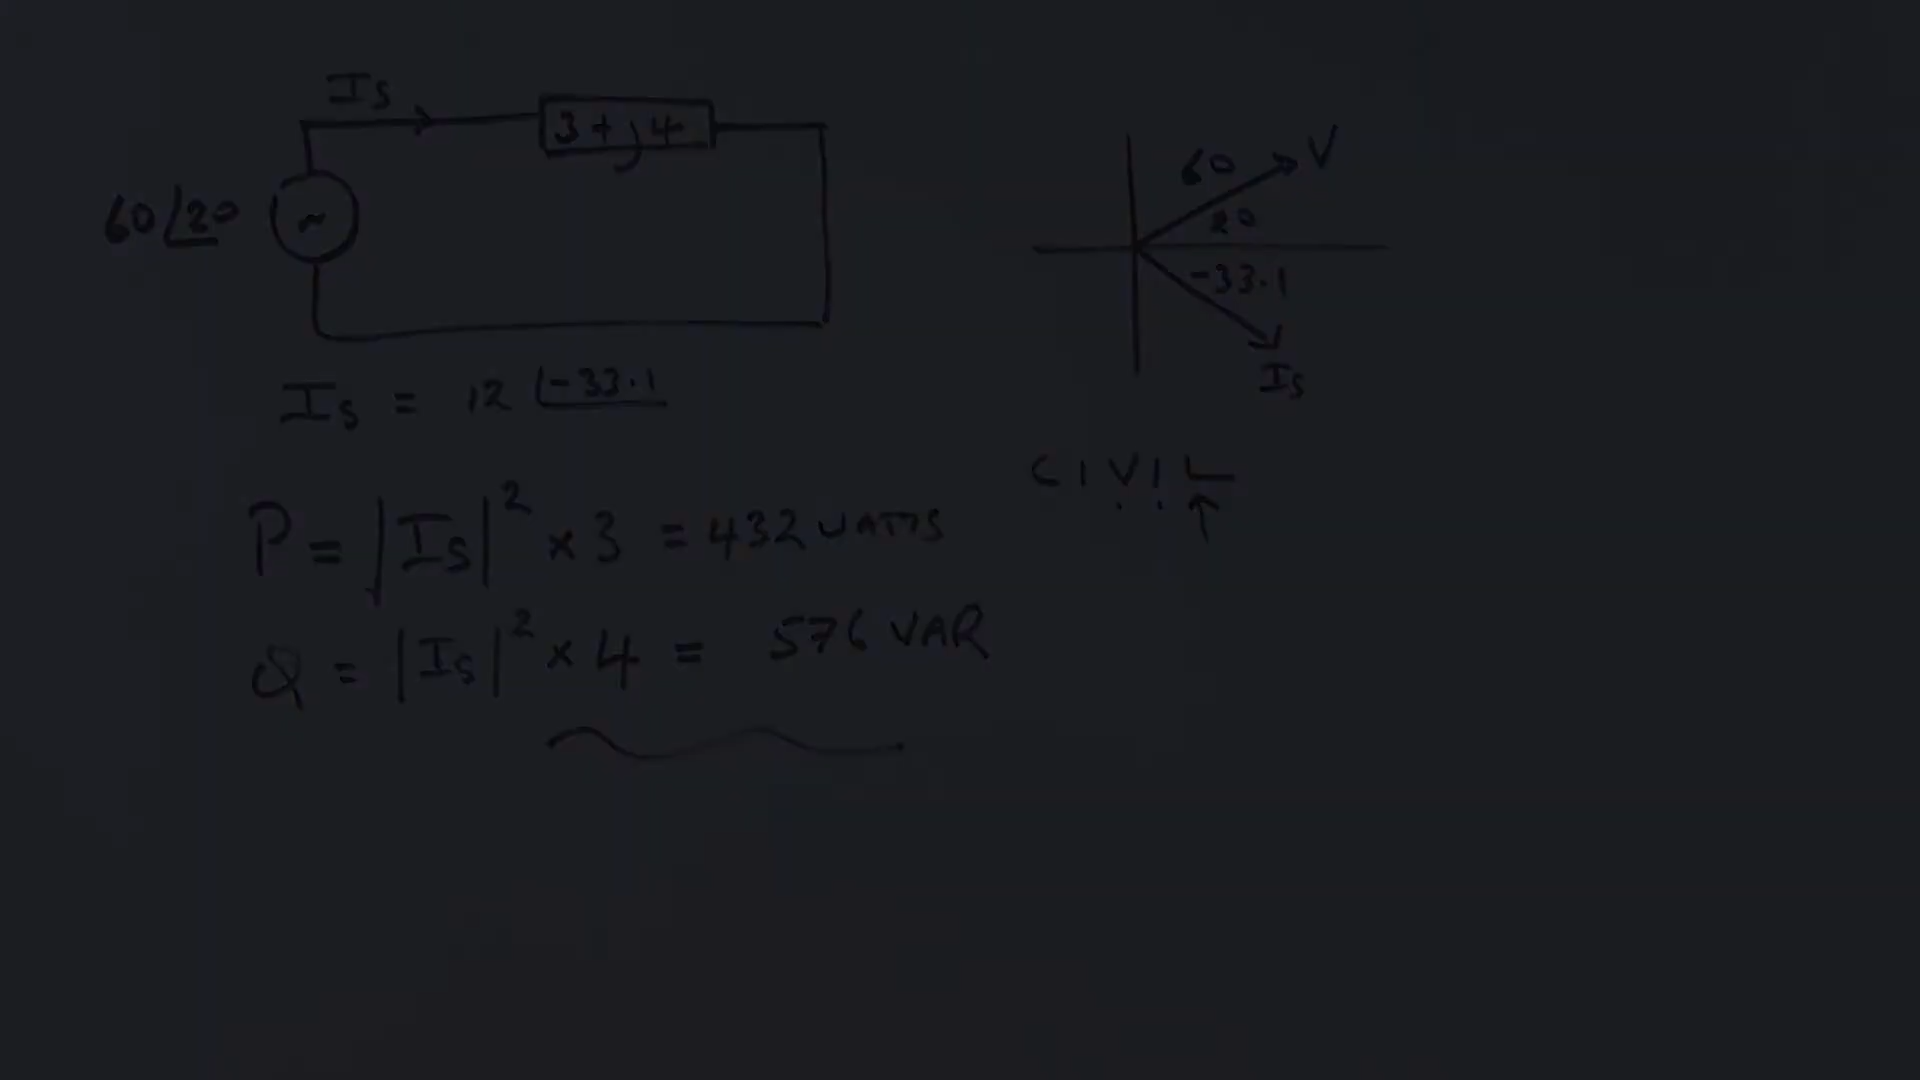 Is
3 + j 4
60∠20
Is = 12 ∠-33.1
P = |Is|² × 3 = 432 WATTS
Q = |Is|² × 4 = 576 VAR
60 V
20
-33.1
Is
CIVIL